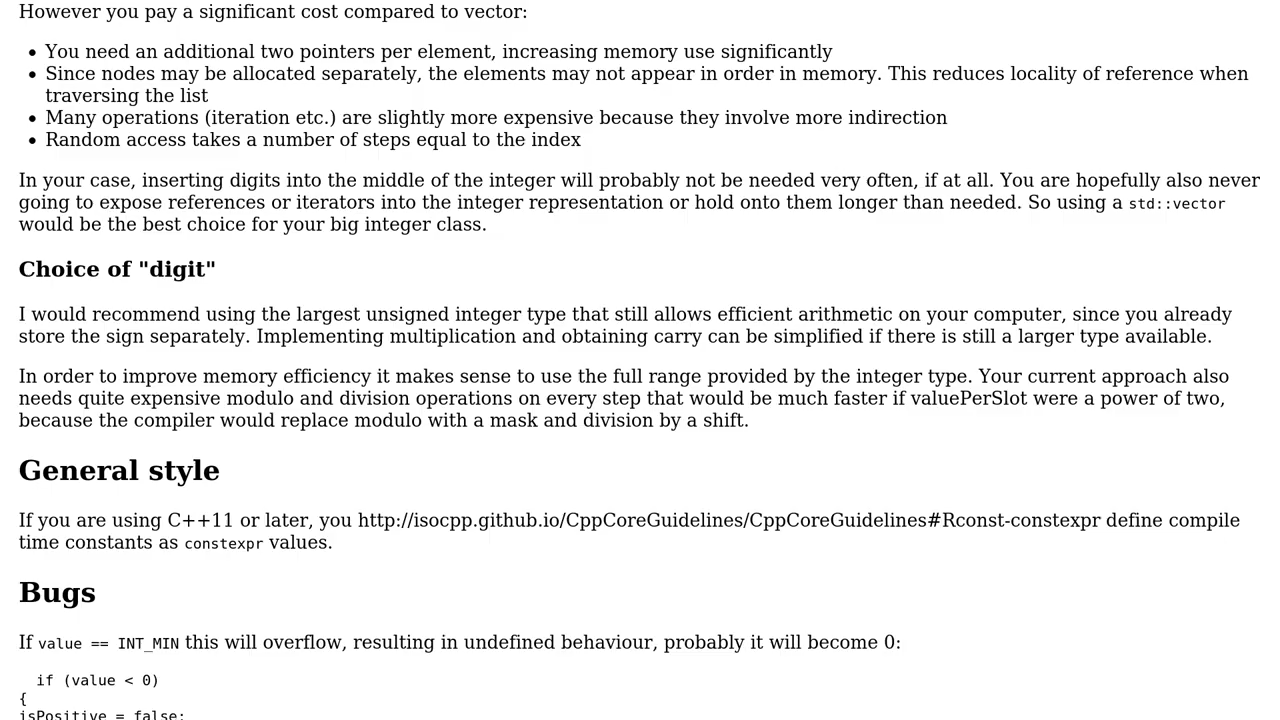 However you pay a significant cost compared to vector:
You need an additional two pointers per element, increasing memory use significantly
Since nodes may be allocated separately, the elements may not appear in order in memory. This reduces locality of reference when
traversing the list
Many operations (iteration etc.) are slightly more expensive because they involve more indirection
Random access takes a number of steps equal to the index
In your case, inserting digits into the middle of the integer will probably not be needed very often, if at all. You are hopefully also never
going to expose references or iterators into the integer representation or hold onto them longer than needed. So using a std::vector
would be the best choice for your big integer class.
Choice of "digit"
I would recommend using the largest unsigned integer type that still allows efficient arithmetic on your computer, since you already
store the sign separately. Implementing multiplication and obtaining carry can be simplified if there is still a larger type available.
In order to improve memory efficiency it makes sense to use the full range provided by the integer type. Your current approach also
needs quite expensive modulo and division operations on every step that would be much faster if valuePerSlot were a power of two,
because the compiler would replace modulo with a mask and division by a shift.
General style
If you are using C++11 or later, you http://isocpp.github.io/CppCoreGuidelines/CppCoreGuidelines#Rconst-constexpr define compile
time constants as constexpr values.
Bugs
If value == INT_MIN this will overflow, resulting in undefined behaviour, probably it will become 0:
if (value < 0)
{
isPositive = false;